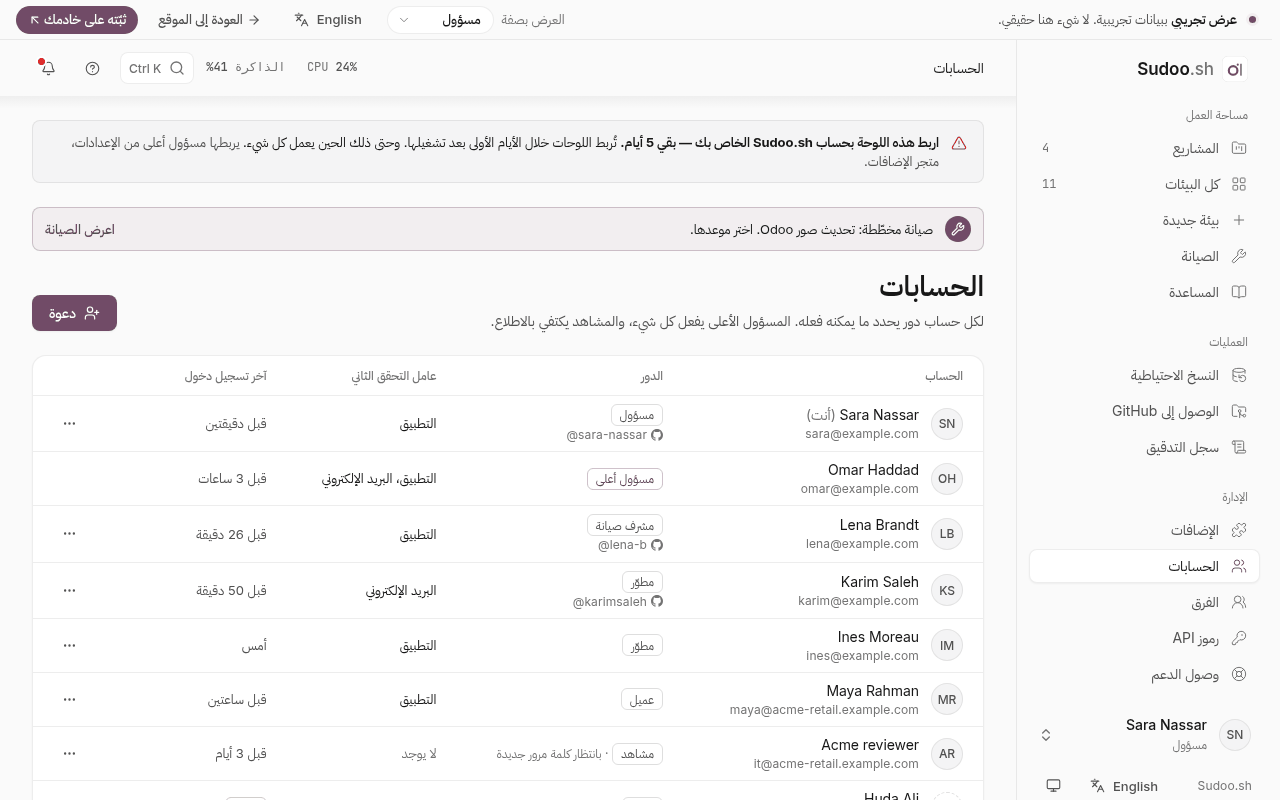 عرض تجريبي ببيانات تجريبية. لا شيء هنا حقيقي.
العرض بصفة
مسؤول
English
العودة إلى الموقع
ثبّته على خادمك
Sudoo.sh
مساحة العمل
المشاريع 4
كل البيئات 11
بيئة جديدة
الصيانة
المساعدة
العمليات
النسخ الاحتياطية
الوصول إلى GitHub
سجل التدقيق
الإدارة
الإضافات
الحسابات
الفرق
رموز API
وصول الدعم
SN Sara Nassar
مسؤول
Sudoo.sh English
الحسابات
CPU 24% الذاكرة 41%
Ctrl K
اربط هذه اللوحة بحساب Sudoo.sh الخاص بك — بقي 5 أيام. تُربط اللوحات خلال الأيام الأولى بعد تشغيلها. وحتى ذلك الحين يعمل كل شيء. يربطها مسؤول أعلى من الإعدادات،
متجر الإضافات.
صيانة مخطّطة: تحديث صور Odoo. اختر موعدها. اعرض الصيانة
الحسابات
لكل حساب دور يحدد ما يمكنه فعله. المسؤول الأعلى يفعل كل شيء، والمشاهد يكتفي بالاطلاع.
دعوة
الحساب الدور عامل التحقق الثاني آخر تسجيل دخول
SN Sara Nassar (أنت) مسؤول التطبيق قبل دقيقتين
sara@example.com @sara-nassar
OH Omar Haddad مسؤول أعلى التطبيق، البريد الإلكتروني قبل 3 ساعات
omar@example.com
LB Lena Brandt مشرف صيانة التطبيق قبل 26 دقيقة
lena@example.com @lena-b
KS Karim Saleh مطوّر البريد الإلكتروني قبل 50 دقيقة
karim@example.com @karimsaleh
IM Ines Moreau مطوّر التطبيق أمس
ines@example.com
MR Maya Rahman عميل التطبيق قبل ساعتين
maya@acme-retail.example.com
AR Acme reviewer مشاهد · بانتظار كلمة مرور جديدة لا يوجد قبل 3 أيام
it@acme-retail.example.com
Huda Ali